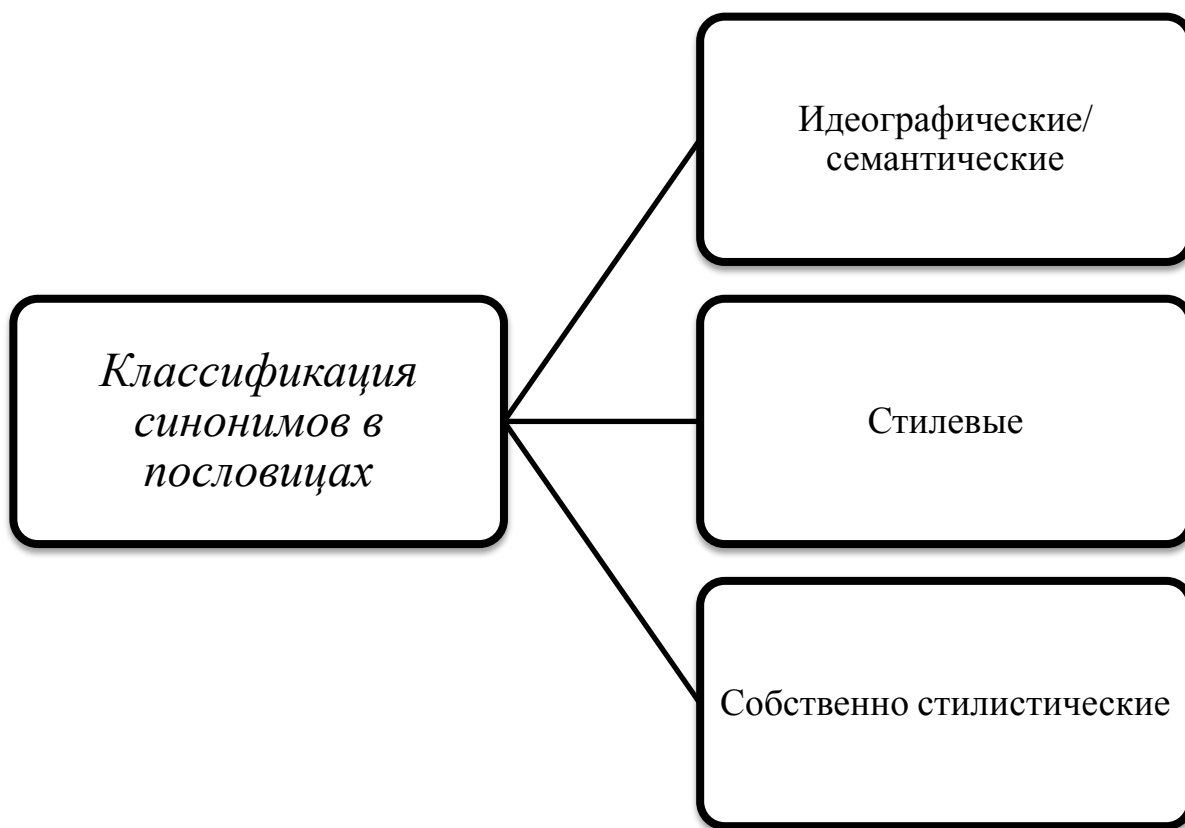 Классификация
синонимов в
пословицах
Идеографические/
семантические
Стилевые
Собственно стилистические